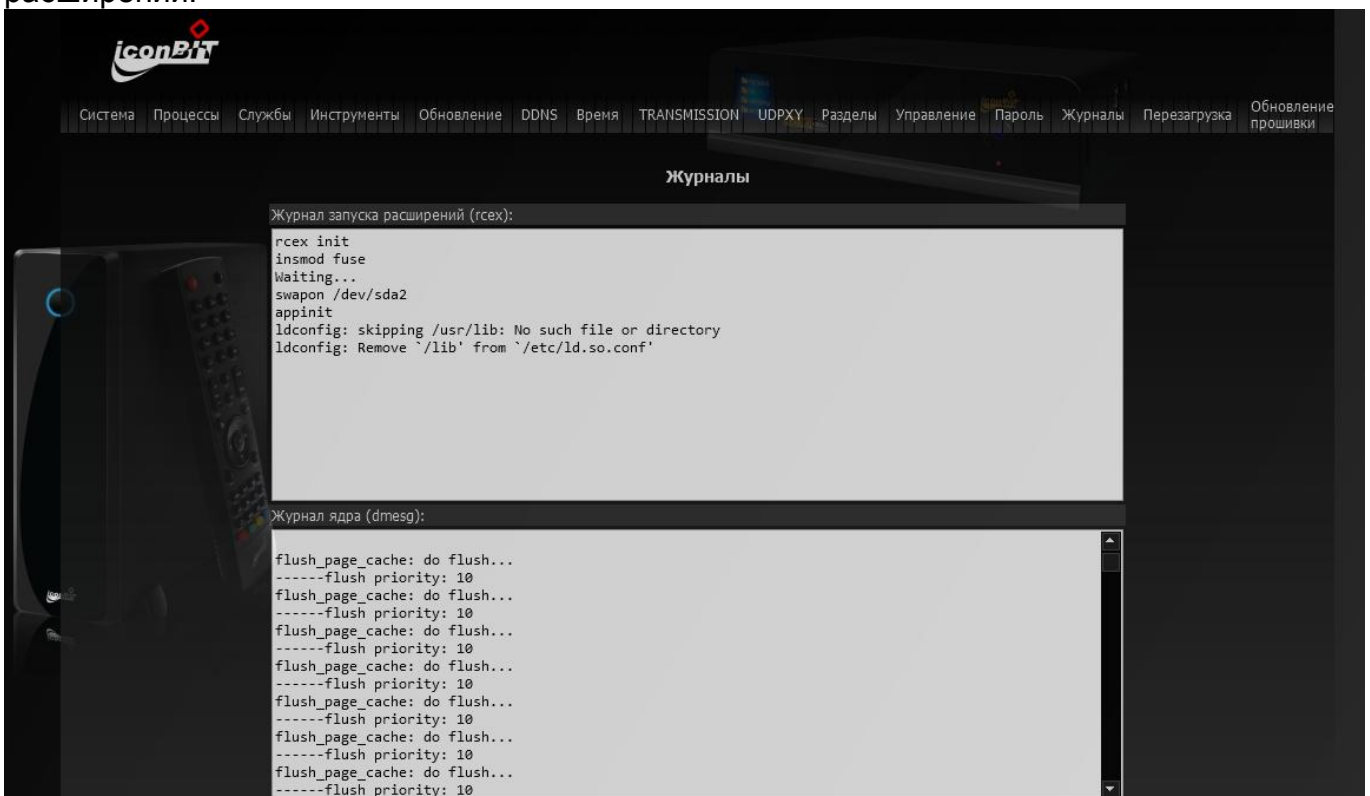 расширений.
iconBIT
Система Процессы Службы Инструменты Обновление DDNS Время TRANSMISSION UDPXY Разделы Управление Пароль Журналы Перезагрузка Обновление прошивки
Журналы
Журнал запуска расширений (rcex):
rcex init
insmod fuse
Waiting...
swapon /dev/sda2
appinit
ldconfig: skipping /usr/lib: No such file or directory
ldconfig: Remove `/lib' from `/etc/ld.so.conf'
Журнал ядра (dmesg):
flush_page_cache: do flush...
------flush priority: 10
flush_page_cache: do flush...
------flush priority: 10
flush_page_cache: do flush...
------flush priority: 10
flush_page_cache: do flush...
------flush priority: 10
flush_page_cache: do flush...
------flush priority: 10
flush_page_cache: do flush...
------flush priority: 10
flush_page_cache: do flush...
------flush priority: 10